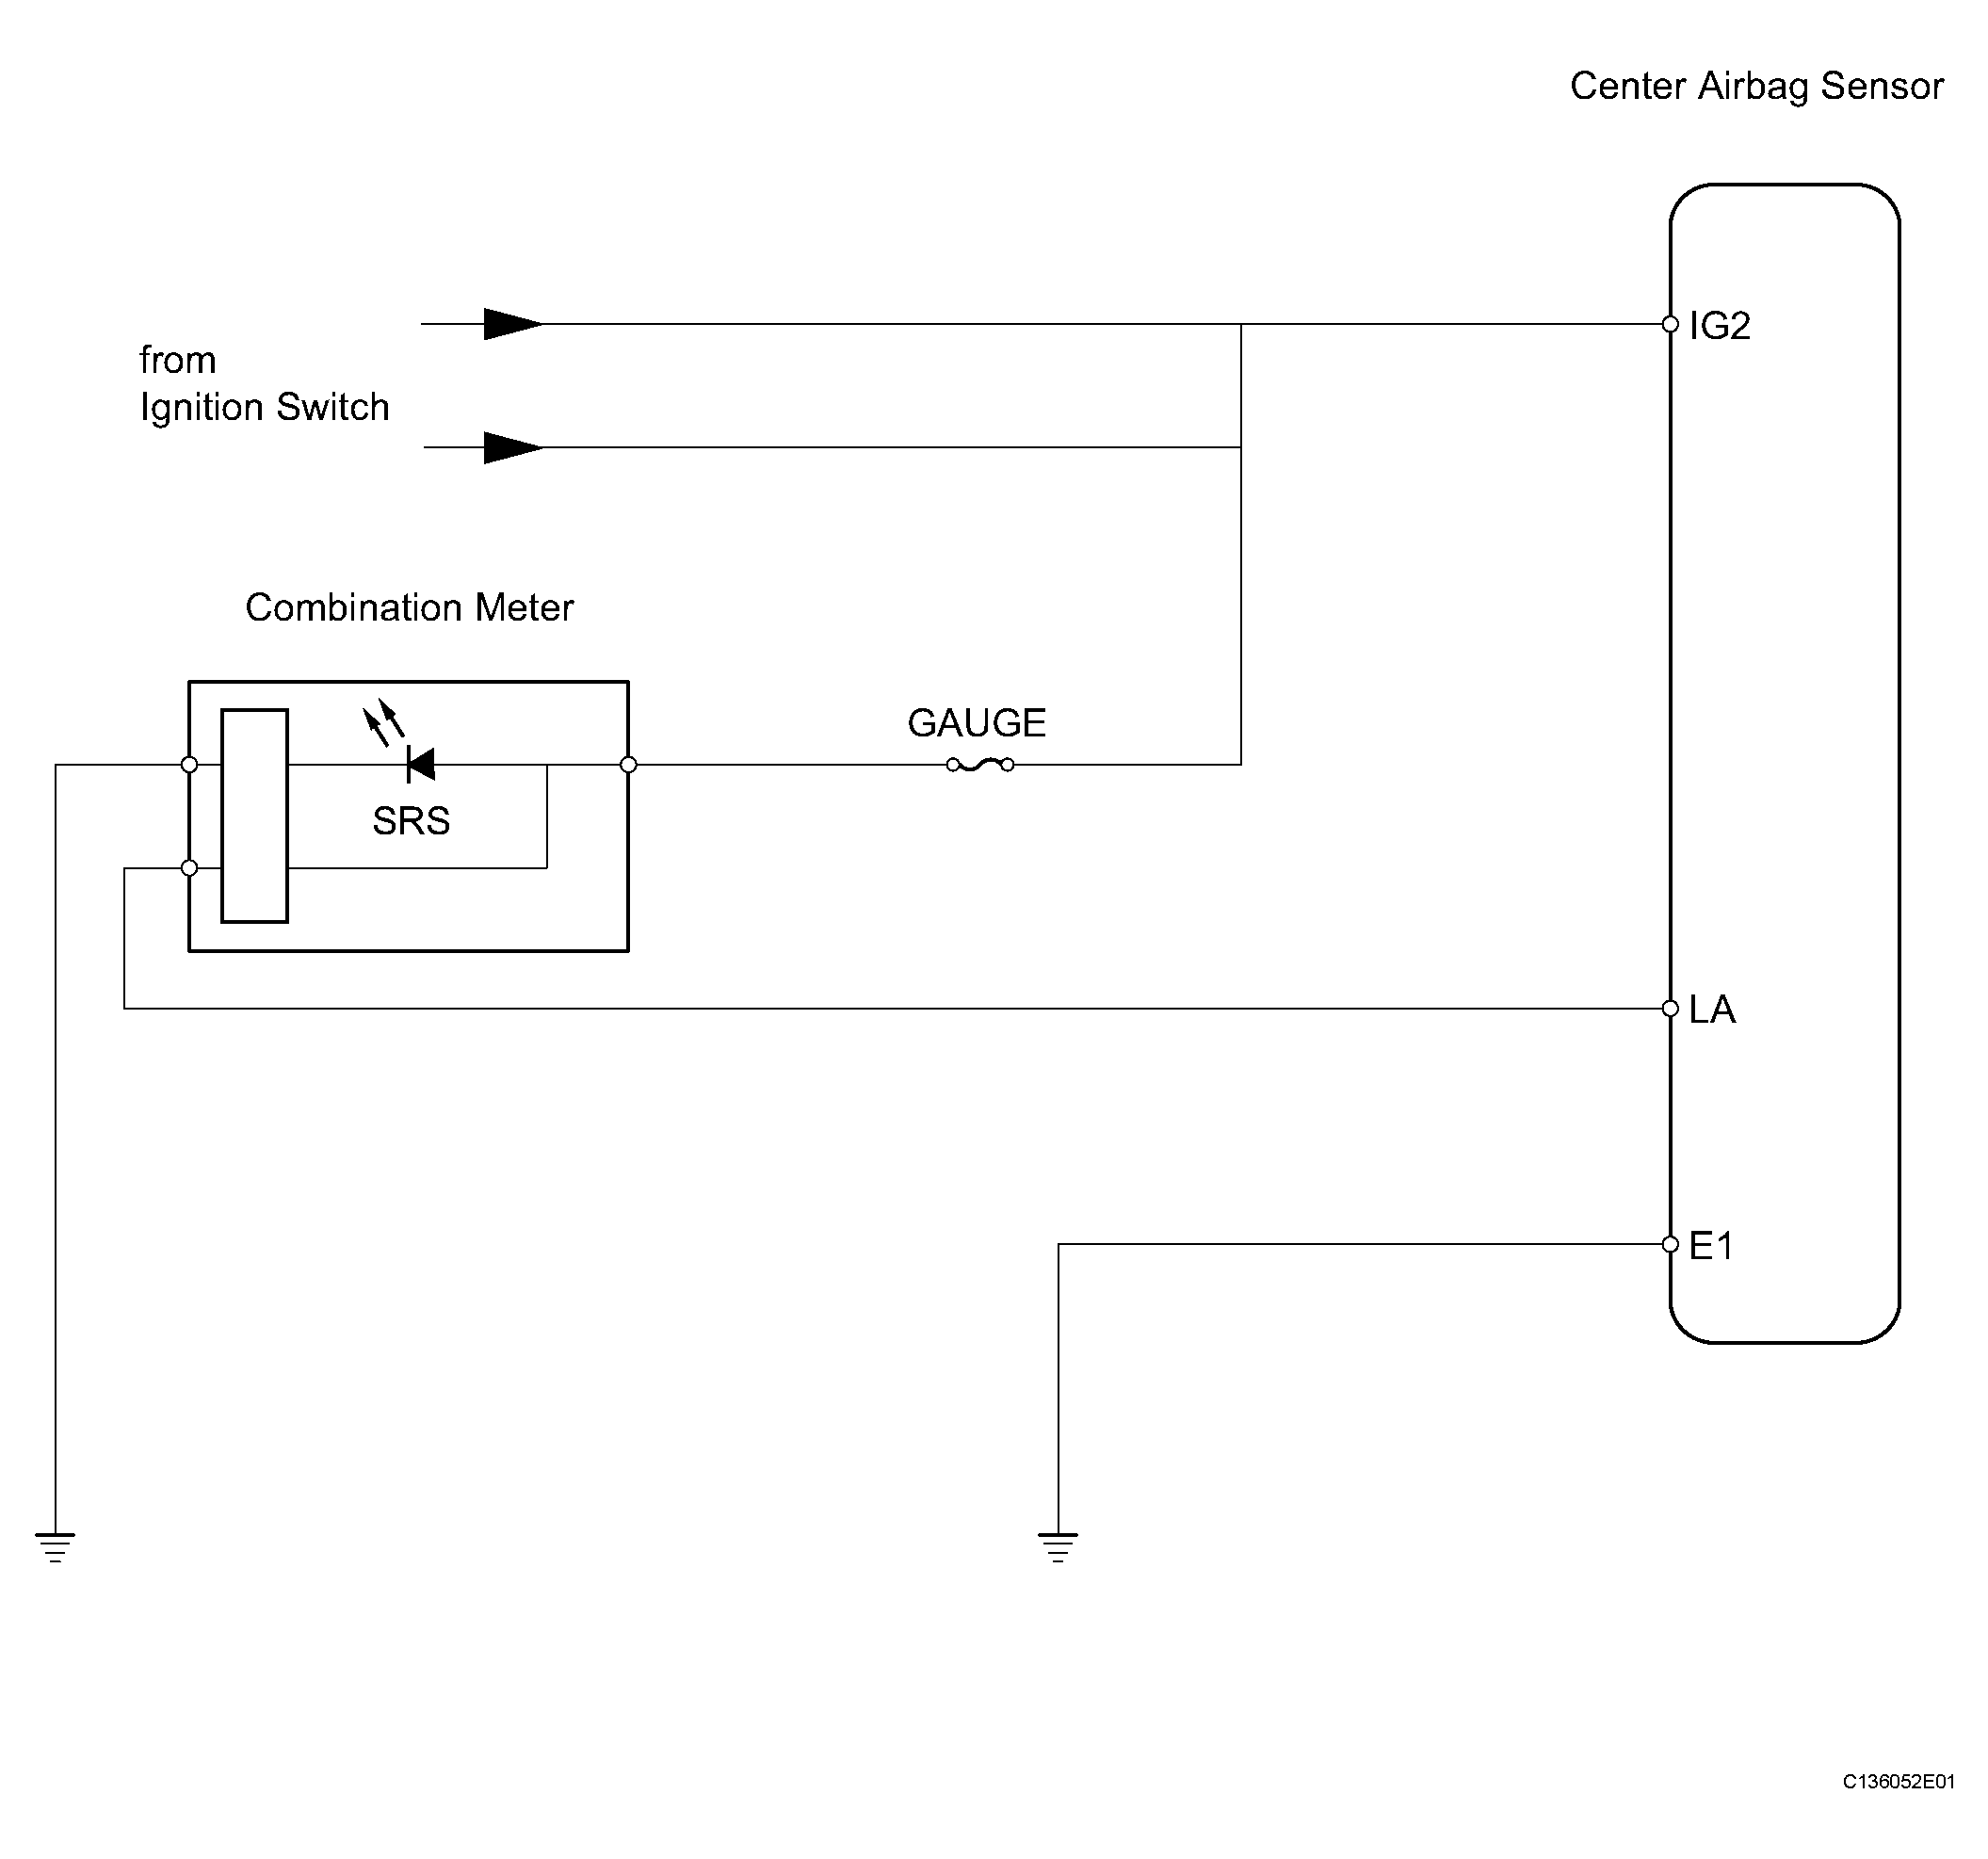 Center Airbag Sensor
IG2
from
Ignition Switch
Combination Meter
GAUGE
SRS
LA
E1
C136052E01